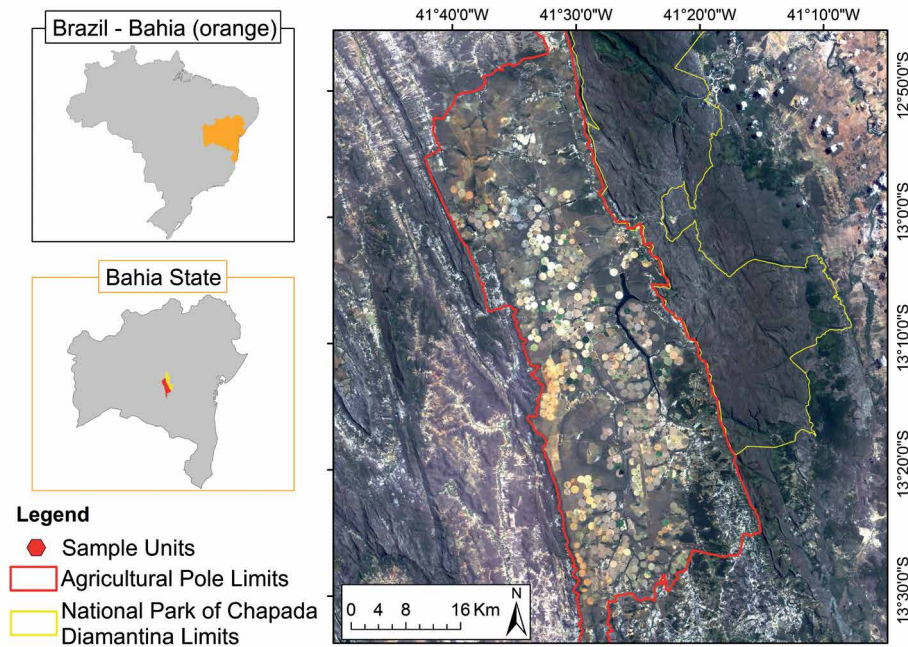 Brazil - Bahia (orange)
Bahia State
Legend
Sample Units
Agricultural Pole Limits
National Park of Chapada
Diamantina Limits
41°40'0"W 41°30'0"W 41°20'0"W 41°10'0"W
12°50'0"S
13°0'0"S
13°10'0"S
13°20'0"S
13°30'0"S
N
0 4 8 16 Km